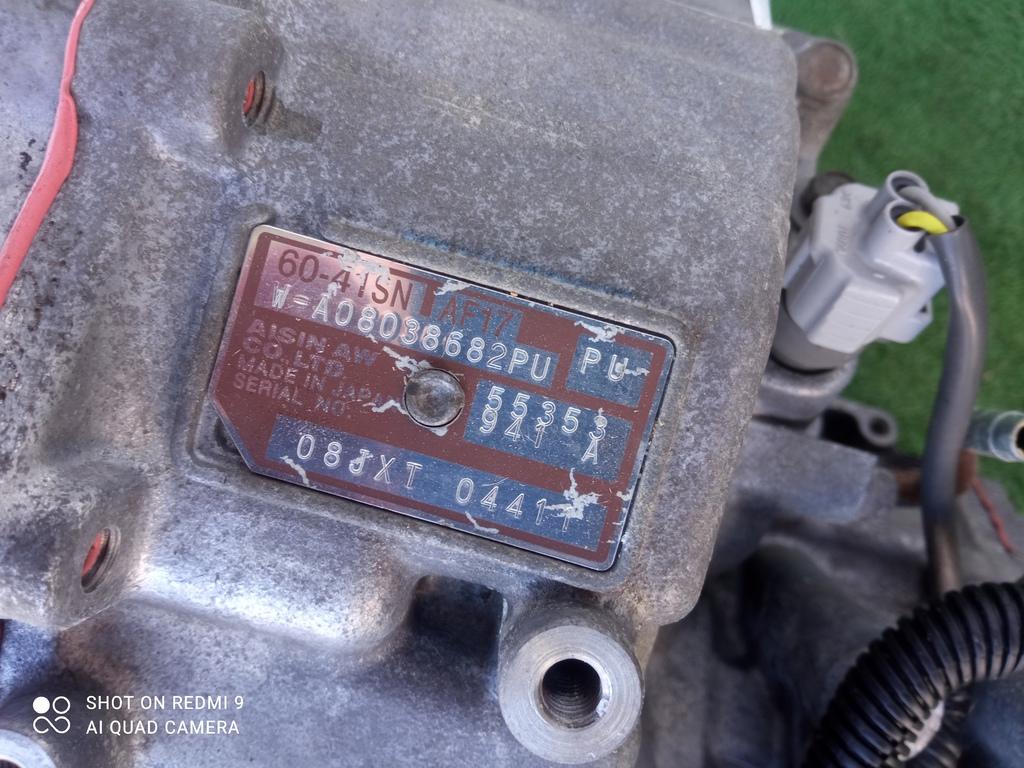 60-41SN AF17
W=A08038682PU PU
AISIN AW
CO.,LTD.
MADE IN JAPAN
SERIAL NO.
55353
941 A
08JXT 04411
SHOT ON REDMI 9
AI QUAD CAMERA